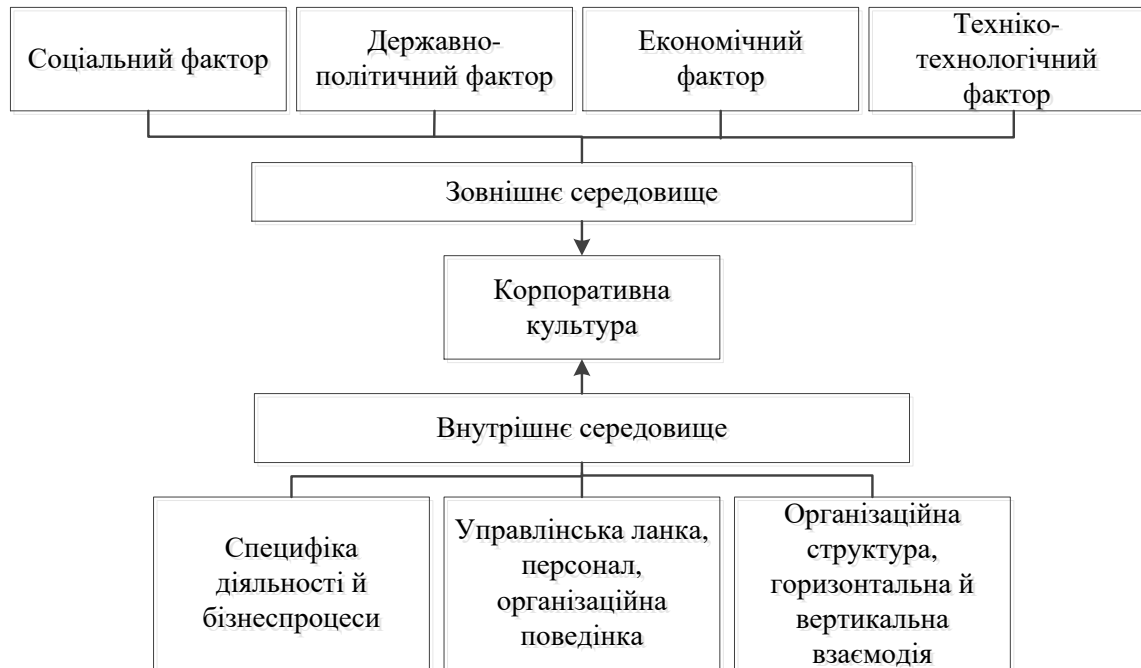 Соціальний фактор
Державно-
політичний фактор
Економічний
фактор
Техніко-
технологічний
фактор
Зовнішнє середовище
Корпоративна
культура
Внутрішнє середовище
Специфіка
діяльності й
бізнеспроцеси
Управлінська ланка,
персонал,
організаційна
поведінка
Організаційна
структура,
горизонтальна й
вертикальна
взаємодія